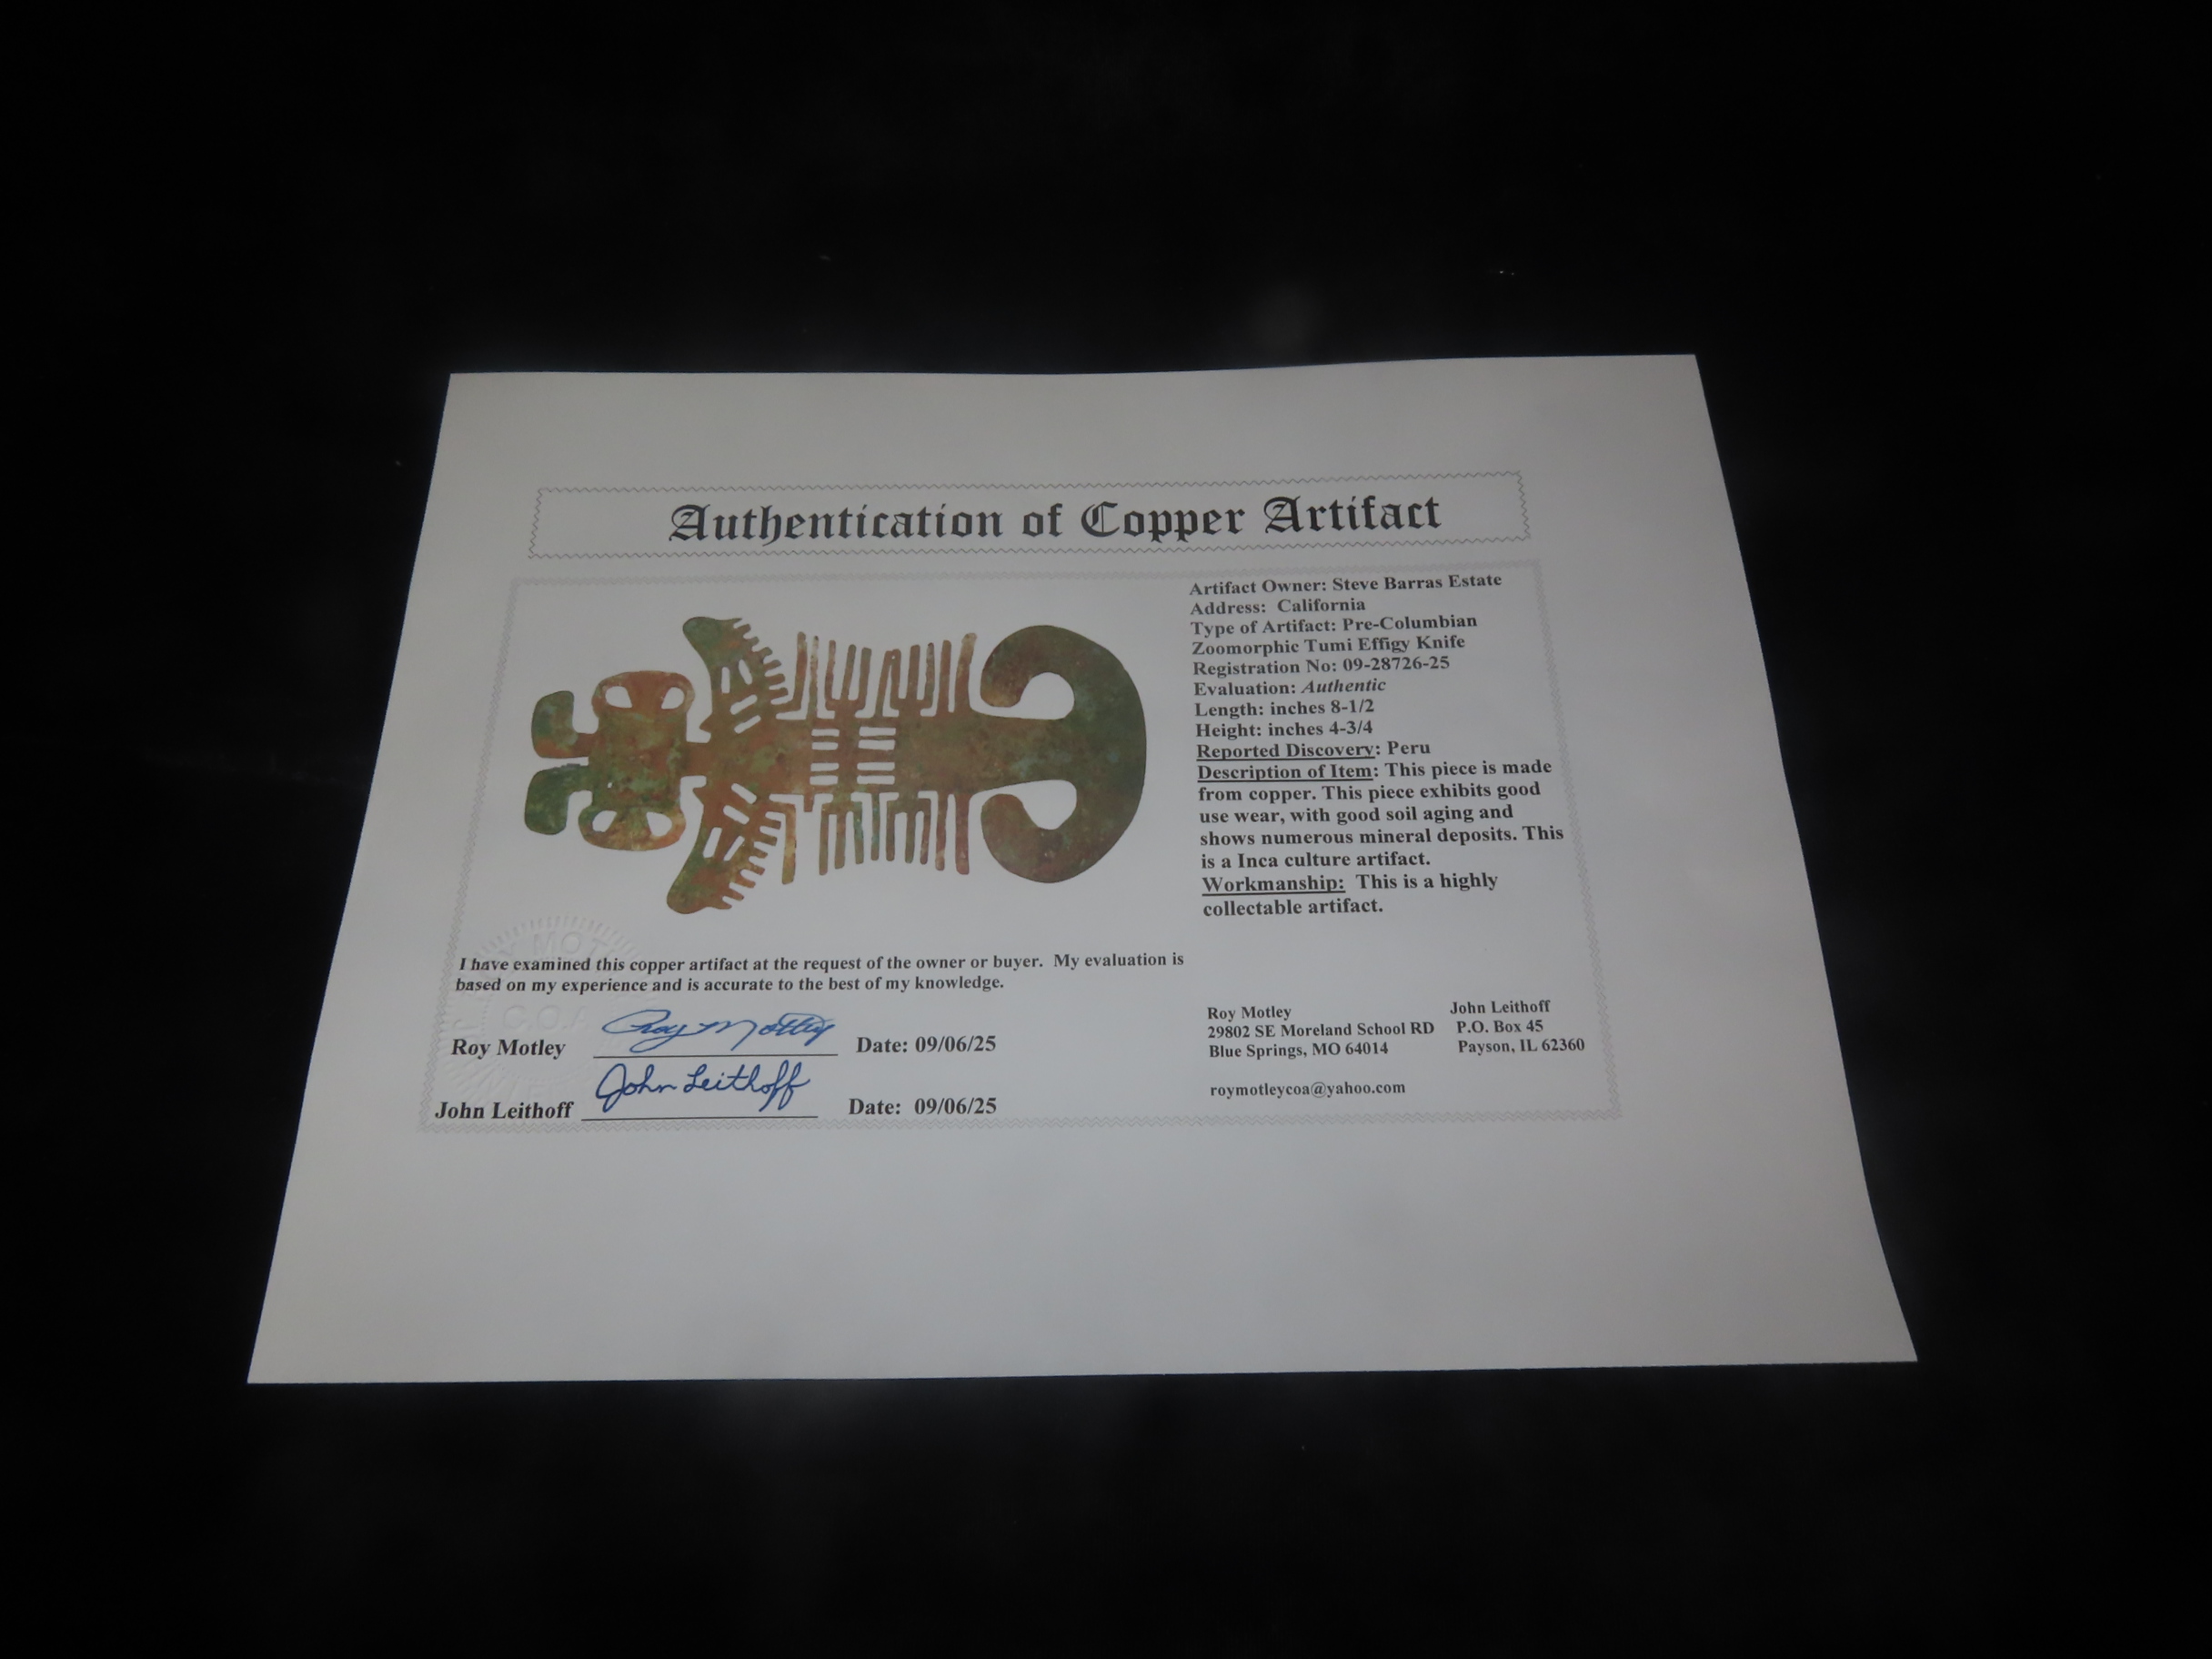 Authentication of Copper Artifact
Artifact Owner: Steve Barras Estate
Address: California
Type of Artifact: Pre-Columbian
Zoomorphic Tumi Effigy Knife
Registration No: 09-28726-25
Evaluation: Authentic
Length: inches 8-1/2
Height: inches 4-3/4
Reported Discovery: Peru
Description of Item: This piece is made
from copper. This piece exhibits good
use wear, with good soil aging and
shows numerous mineral deposits. This
is a Inca culture artifact.
Workmanship: This is a highly
collectable artifact.
I have examined this copper artifact at the request of the owner or buyer. My evaluation is
based on my experience and is accurate to the best of my knowledge.
Roy Motley Roy Motley Date: 09/06/25
John Leithoff John Leithoff Date: 09/06/25
Roy Motley
29802 SE Moreland School RD
Blue Springs, MO 64014
roymotleycoa@yahoo.com
John Leithoff
P.O. Box 45
Payson, IL 62360
C.O.A